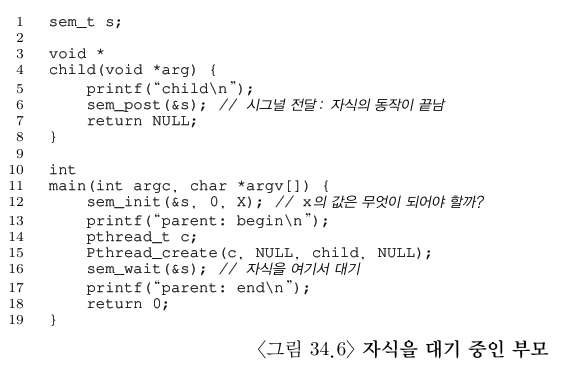 1 sem_t s;
2
3 void *
4 child(void *arg) {
5 printf(“child\n”);
6 sem_post(&s); // 시그널 전달: 자식의 동작이 끝남
7 return NULL;
8 }
9
10 int
11 main(int argc, char *argv[]) {
12 sem_init(&s, 0, X); // x의 값은 무엇이 되어야 할까?
13 printf(“parent: begin\n”);
14 pthread_t c;
15 Pthread_create(c, NULL, child, NULL);
16 sem_wait(&s); // 자식을 여기서 대기
17 printf(“parent: end\n”);
18 return 0;
19 }
〈그림 34.6〉 자식을 대기 중인 부모